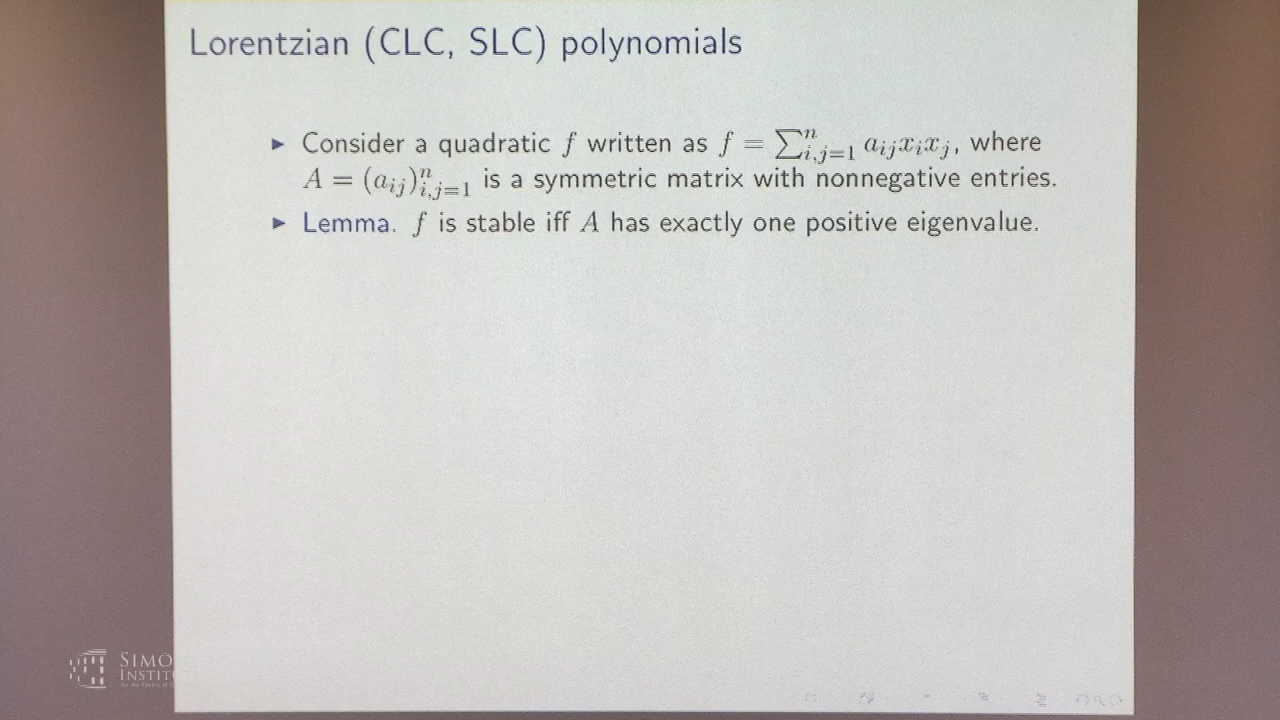 Lorentzian (CLC, SLC) polynomials
▶ Consider a quadratic f written as f = ∑ⁿᵢ,ⱼ₌₁ aᵢⱼxᵢxⱼ, where
A = (aᵢⱼ)ⁿᵢ,ⱼ₌₁ is a symmetric matrix with nonnegative entries.
▶ Lemma. f is stable iff A has exactly one positive eigenvalue.